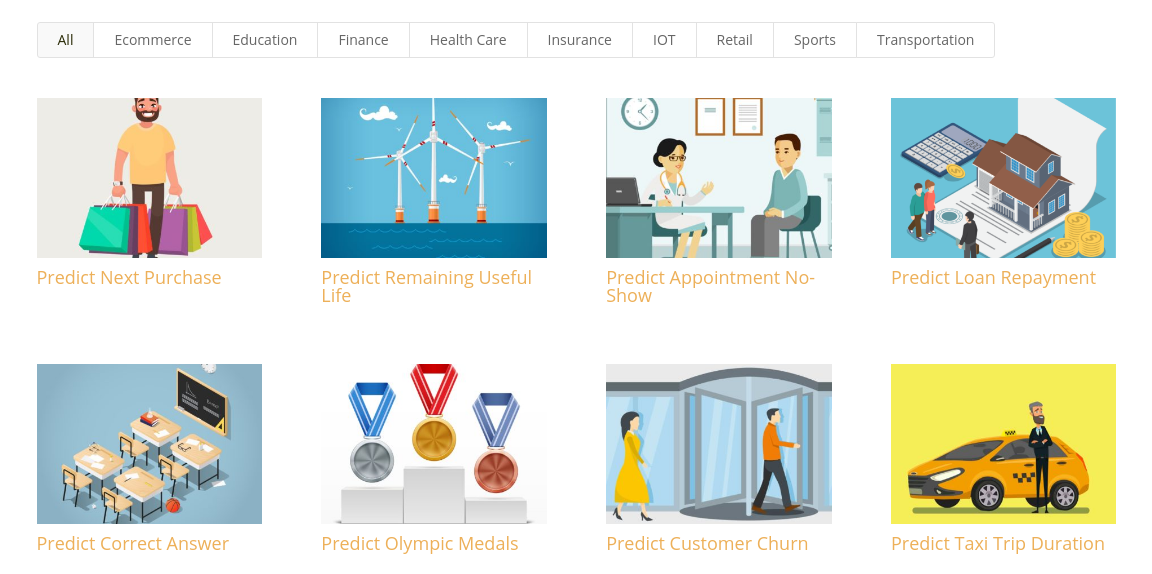 All Ecommerce Education Finance Health Care Insurance IOT Retail Sports Transportation
Predict Next Purchase
Predict Remaining Useful
Life
Predict Appointment No-
Show
Predict Loan Repayment
Predict Correct Answer
Predict Olympic Medals
Predict Customer Churn
Predict Taxi Trip Duration